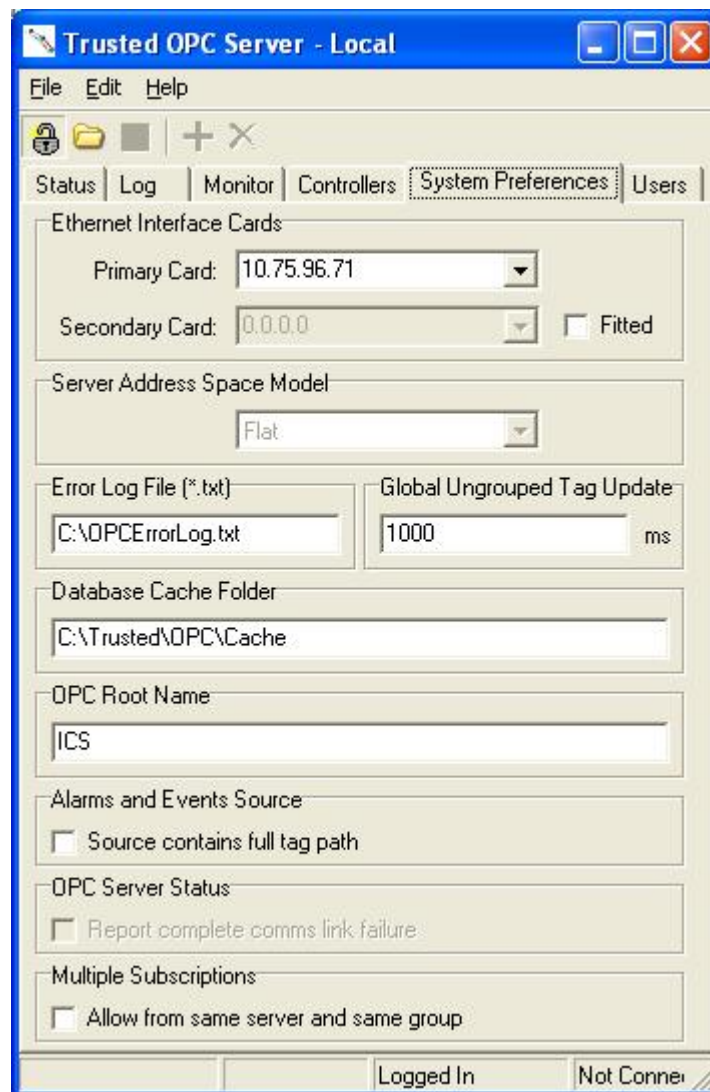 Trusted OPC Server - Local
File Edit Help
Status Log Monitor Controllers System Preferences Users
Ethernet Interface Cards
Primary Card: 10.75.96.71
Secondary Card: 0.0.0.0 Fitted
Server Address Space Model
Flat
Error Log File (*.txt) Global Ungrouped Tag Update
C:\OPCErrorLog.txt 1000 ms
Database Cache Folder
C:\Trusted\OPC\Cache
OPC Root Name
ICS
Alarms and Events Source
Source contains full tag path
OPC Server Status
Report complete comms link failure
Multiple Subscriptions
Allow from same server and same group
Logged In Not Conne